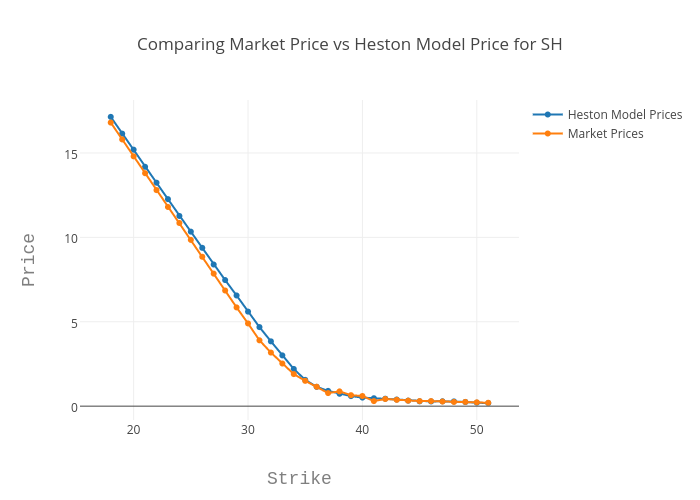 Comparing Market Price vs Heston Model Price for SH
Heston Model Prices
Market Prices
15
10
5
0
Price
20
30
40
50
Strike